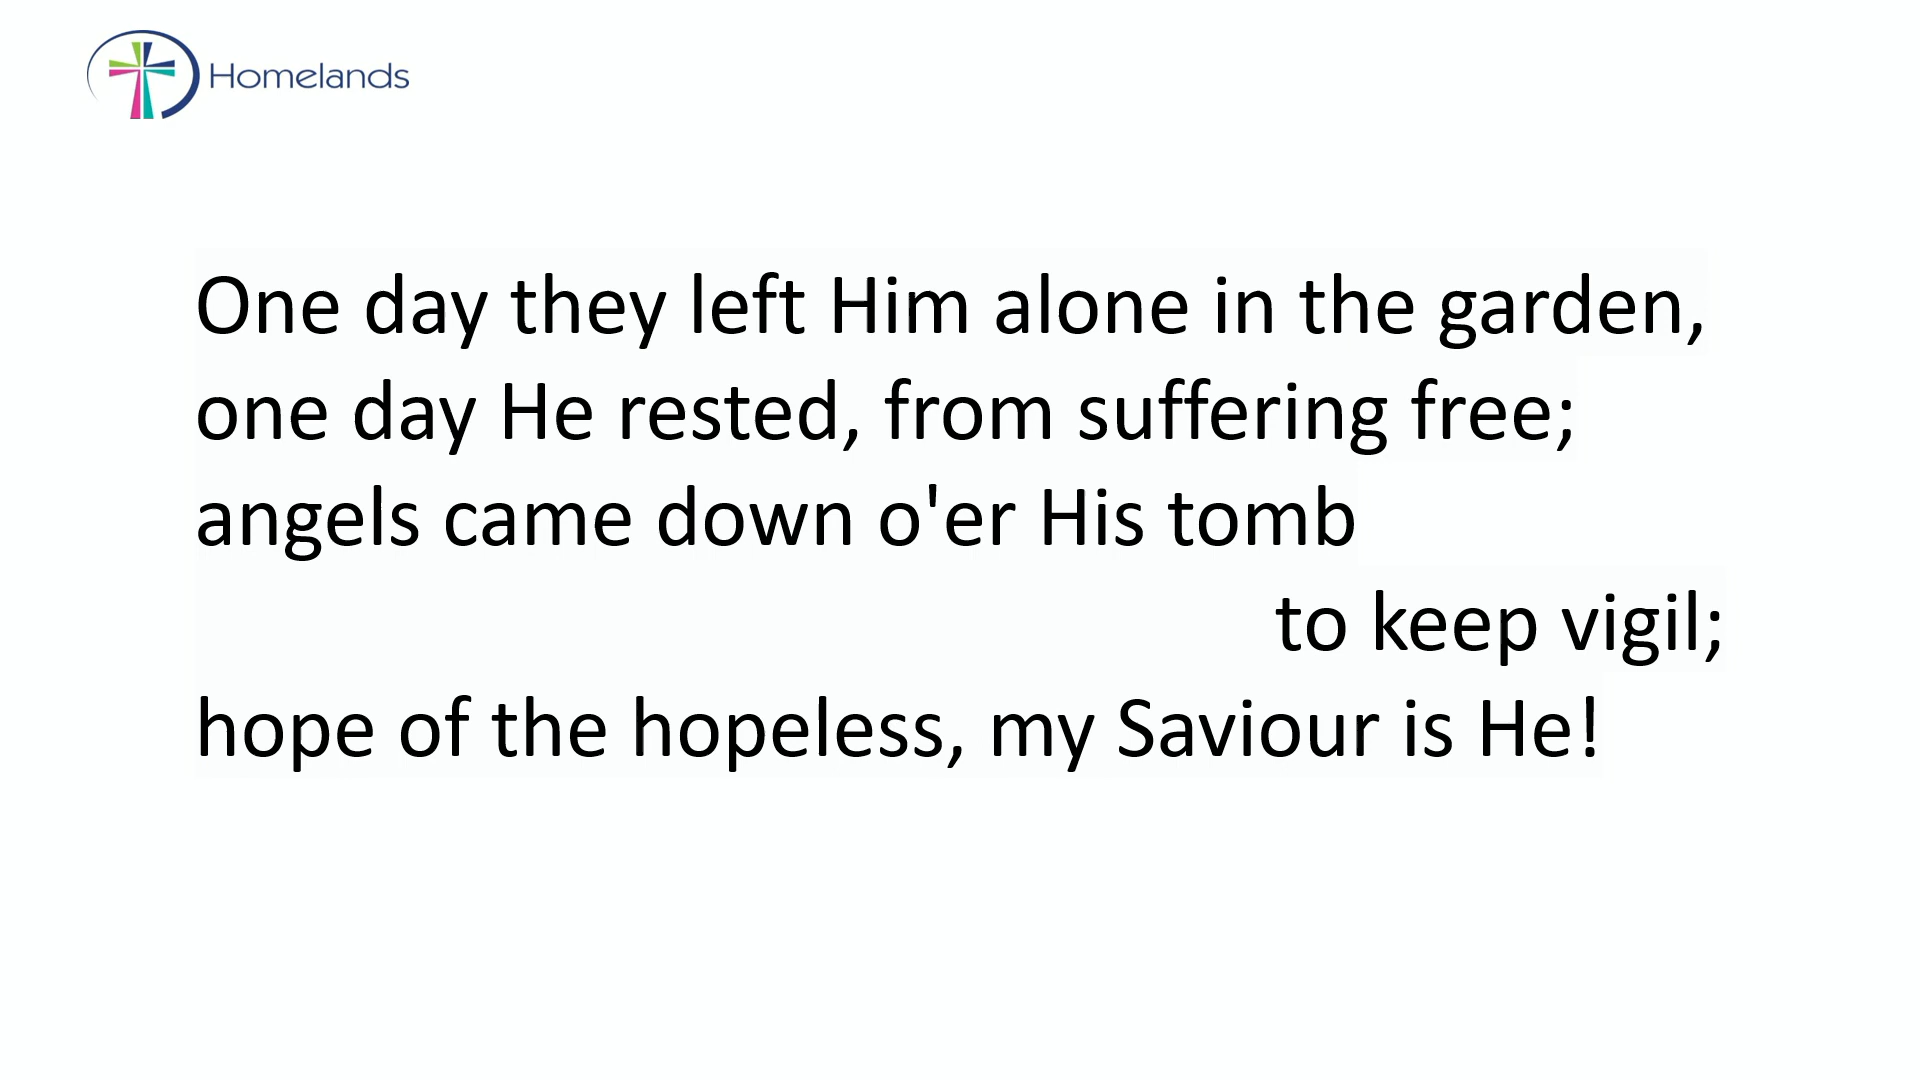 Homelands
One day they left Him alone in the garden,
one day He rested, from suffering free;
angels came down o'er His tomb
to keep vigil;
hope of the hopeless, my Saviour is He!